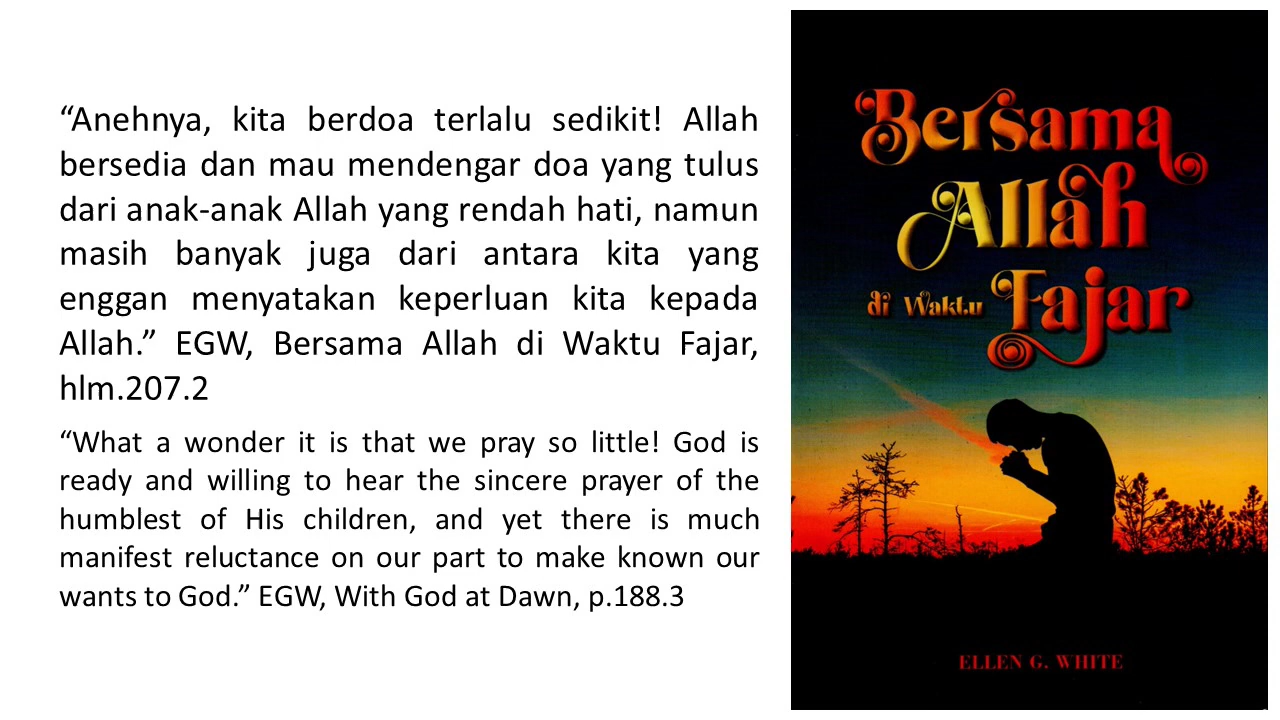 “Anehnya, kita berdoa terlalu sedikit! Allah
bersedia dan mau mendengar doa yang tulus
dari anak-anak Allah yang rendah hati, namun
masih banyak juga dari antara kita yang
enggan menyatakan keperluan kita kepada
Allah.” EGW, Bersama Allah di Waktu Fajar,
hlm.207.2
“What a wonder it is that we pray so little! God is
ready and willing to hear the sincere prayer of the
humblest of His children, and yet there is much
manifest reluctance on our part to make known our
wants to God.” EGW, With God at Dawn, p.188.3
Bersama
Allah
di Waktu Fajar
ELLEN G. WHITE